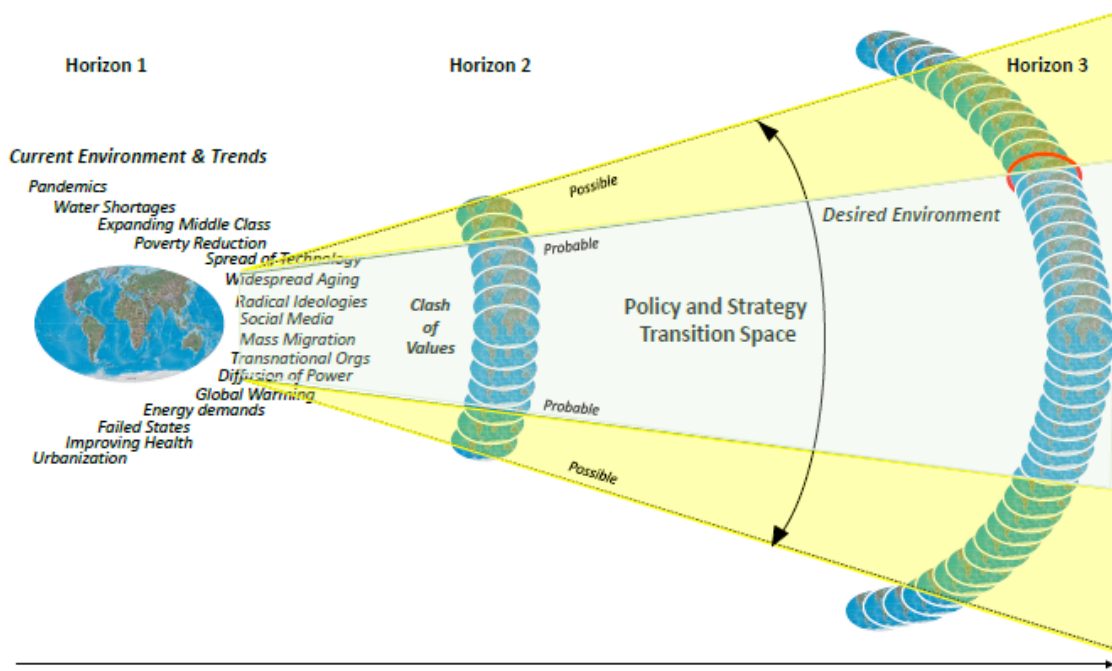 Horizon 1
Horizon 2
Horizon 3
Current Environment & Trends
Pandemics
Water Shortages
Expanding Middle Class
Poverty Reduction
Spread of Technology
Widespread Aging
Radical Ideologies
Social Media
Mass Migration
Transnational Orgs
Diffusion of Power
Global Warming
Energy demands
Failed States
Improving Health
Urbanization
Clash
of
Values
Possible
Probable
Desired Environment
Policy and Strategy
Transition Space
Probable
Possible